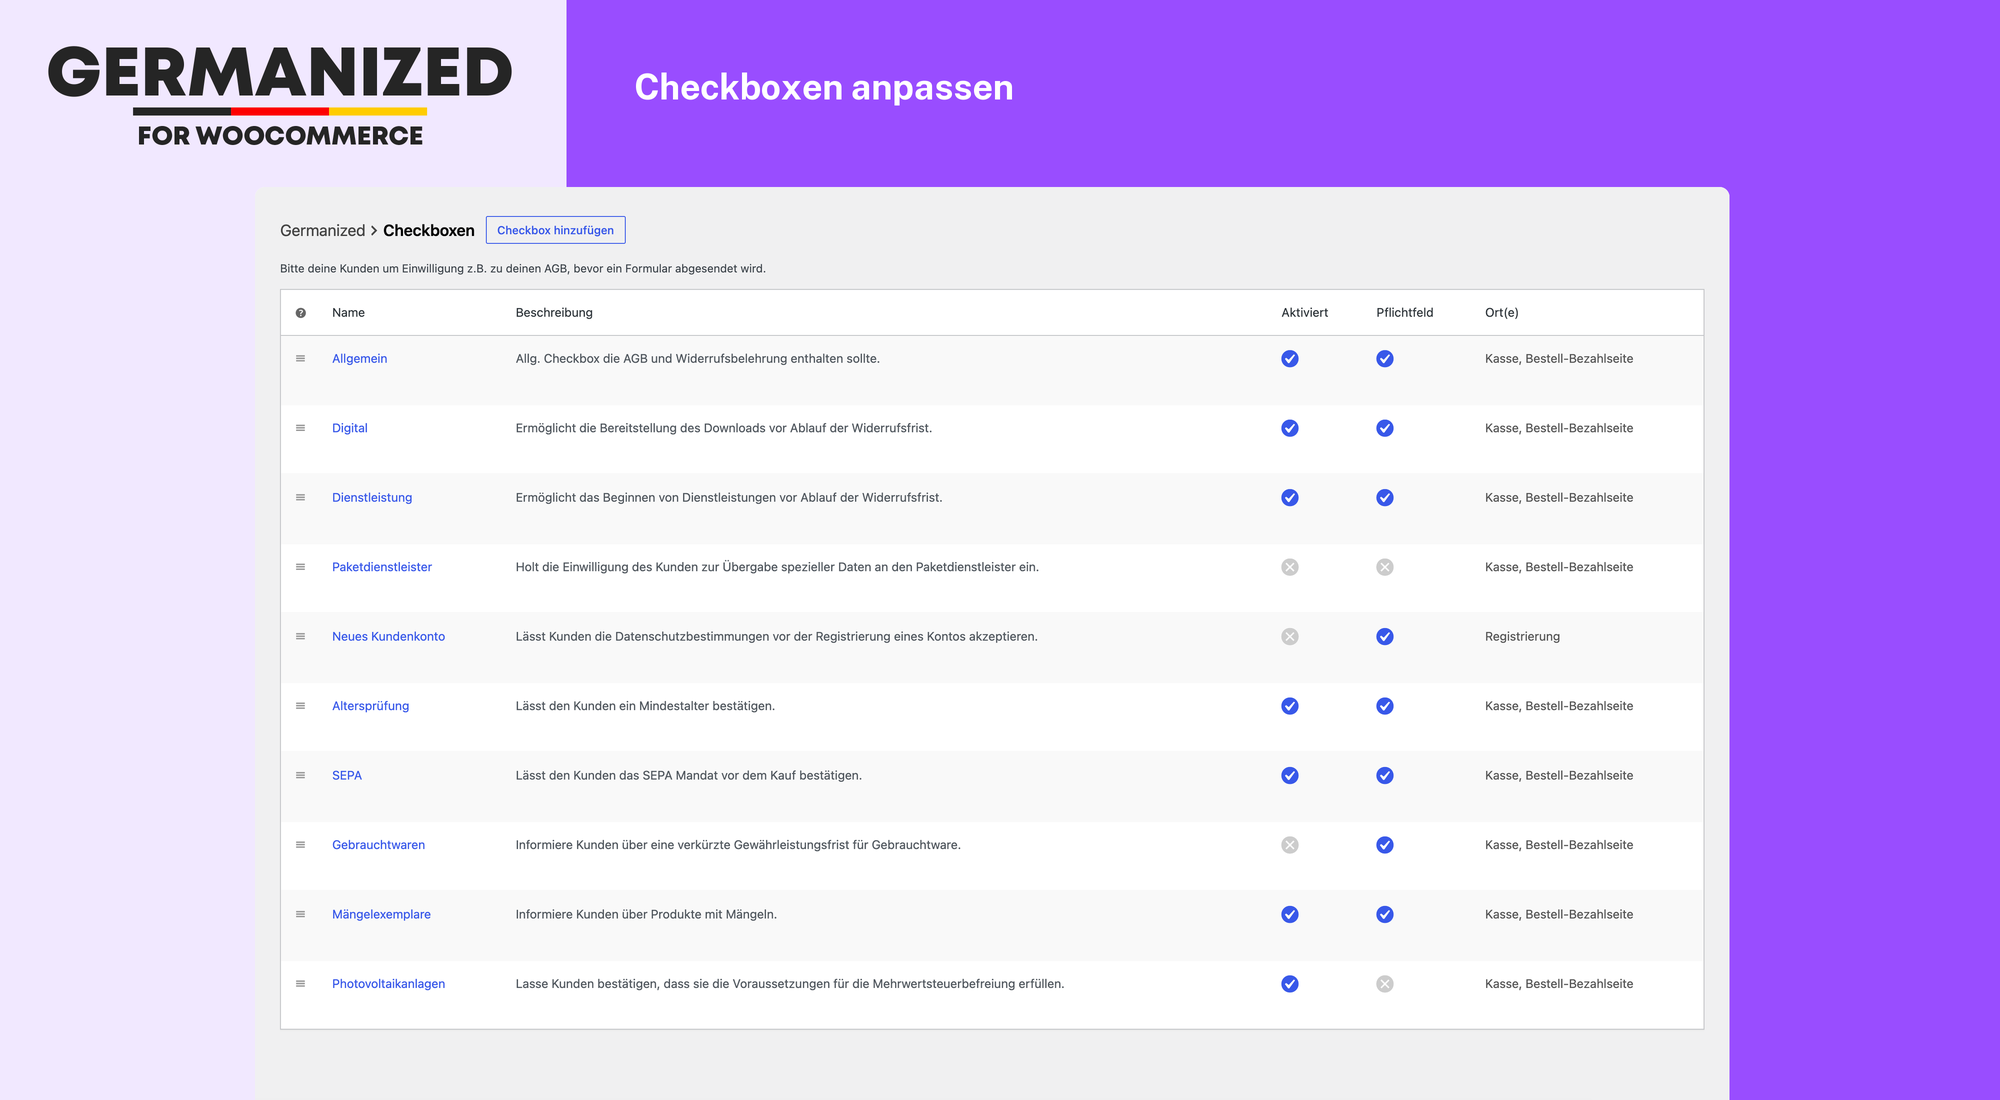 GERMANIZED
FOR WOOCOMMERCE
Checkboxen anpassen
Germanized > Checkboxen Checkbox hinzufügen
Bitte deine Kunden um Einwilligung z.B. zu deinen AGB, bevor ein Formular abgesendet wird.
? Name Beschreibung Aktiviert Pflichtfeld Ort(e)
Allgemein Allg. Checkbox die AGB und Widerrufsbelehrung enthalten sollte. Kasse, Bestell-Bezahlseite
Digital Ermöglicht die Bereitstellung des Downloads vor Ablauf der Widerrufsfrist. Kasse, Bestell-Bezahlseite
Dienstleistung Ermöglicht das Beginnen von Dienstleistungen vor Ablauf der Widerrufsfrist. Kasse, Bestell-Bezahlseite
Paketdienstleister Holt die Einwilligung des Kunden zur Übergabe spezieller Daten an den Paketdienstleister ein. Kasse, Bestell-Bezahlseite
Neues Kundenkonto Lässt Kunden die Datenschutzbestimmungen vor der Registrierung eines Kontos akzeptieren. Registrierung
Altersprüfung Lässt den Kunden ein Mindestalter bestätigen. Kasse, Bestell-Bezahlseite
SEPA Lässt den Kunden das SEPA Mandat vor dem Kauf bestätigen. Kasse, Bestell-Bezahlseite
Gebrauchtwaren Informiere Kunden über eine verkürzte Gewährleistungsfrist für Gebrauchtware. Kasse, Bestell-Bezahlseite
Mängelexemplare Informiere Kunden über Produkte mit Mängeln. Kasse, Bestell-Bezahlseite
Photovoltaikanlagen Lasse Kunden bestätigen, dass sie die Voraussetzungen für die Mehrwertsteuerbefreiung erfüllen. Kasse, Bestell-Bezahlseite